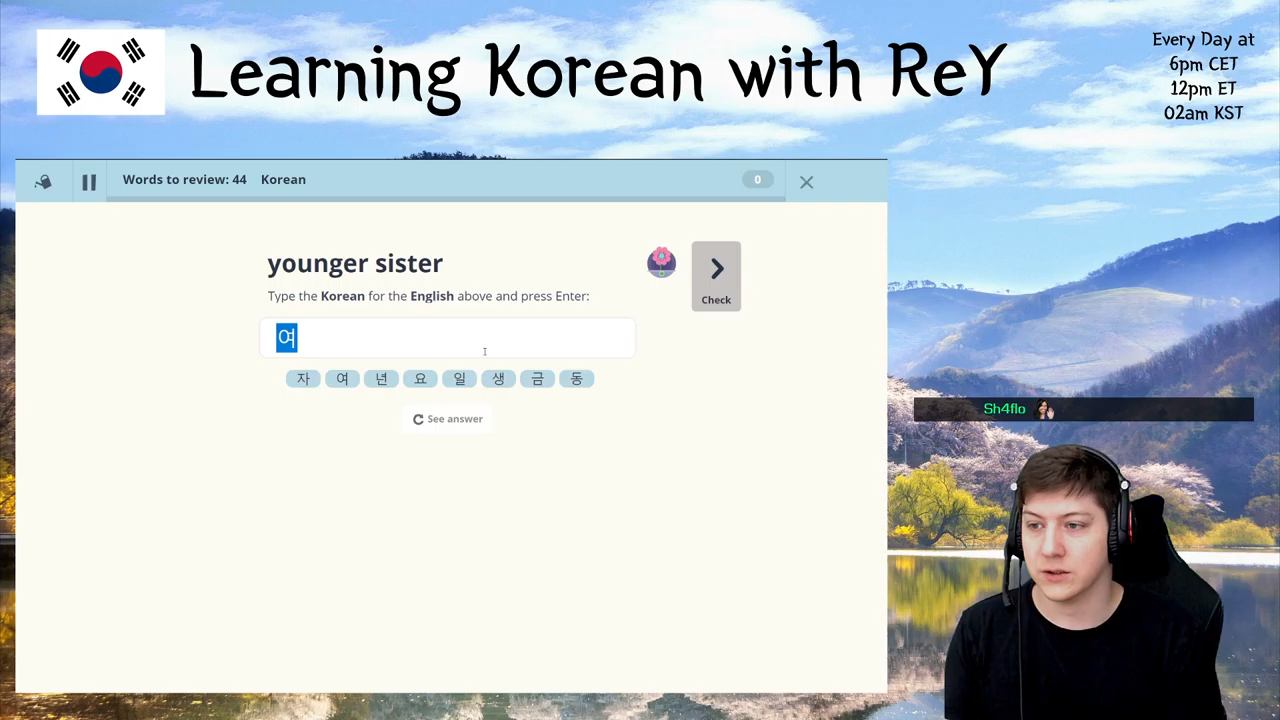 Learning Korean with ReY
Every Day at
6pm CET
12pm ET
02am KST
Words to review: 44 Korean
0
younger sister
Type the Korean for the English above and press Enter:
Check
여
자 여 년 요 일 생 금 동
See answer
Sh4flo